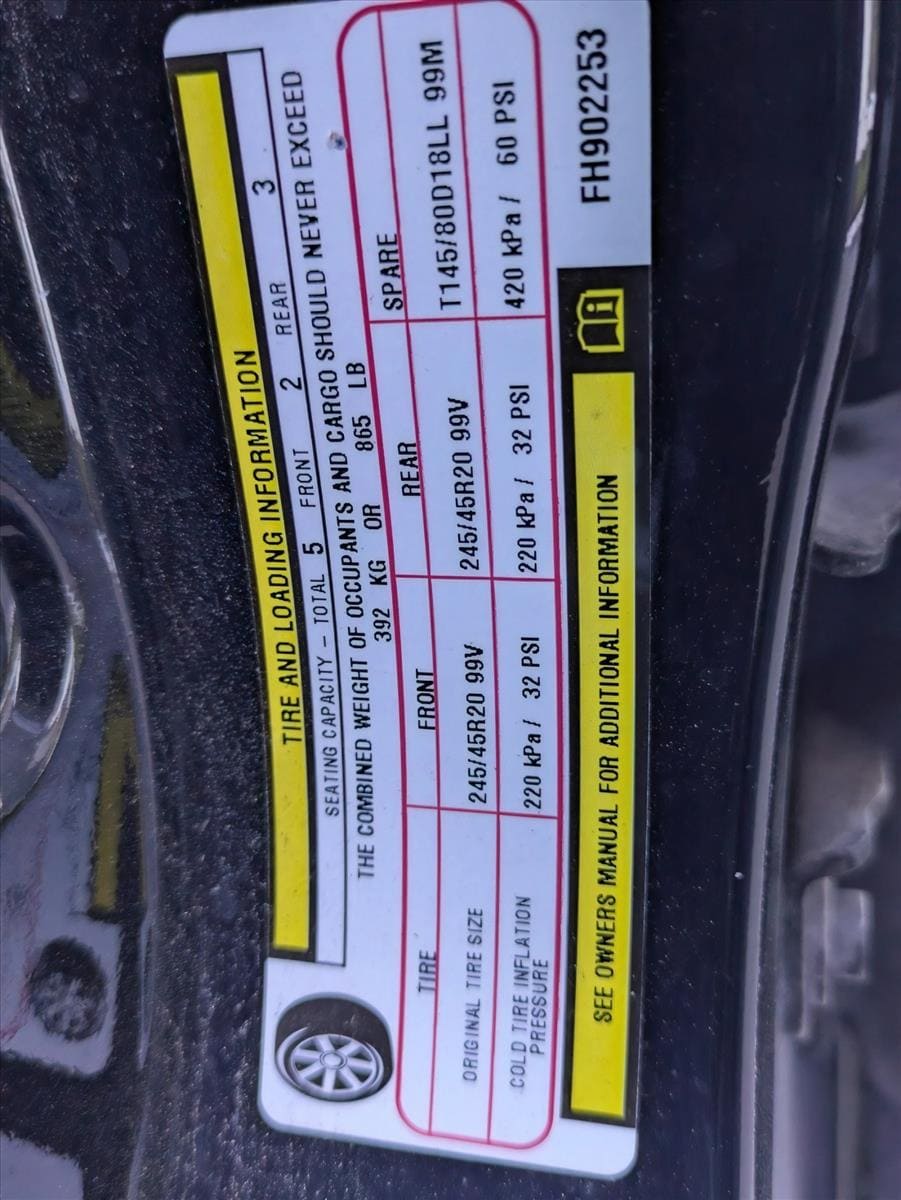 TIRE AND LOADING INFORMATION
SEATING CAPACITY – TOTAL 5 FRONT 2 REAR 3
THE COMBINED WEIGHT OF OCCUPANTS AND CARGO SHOULD NEVER EXCEED
392 KG OR 865 LB
TIRE FRONT REAR SPARE
ORIGINAL TIRE SIZE 245/45R20 99V 245/45R20 99V T145/80D18LL 99M
COLD TIRE INFLATION PRESSURE 220 kPa / 32 PSI 220 kPa / 32 PSI 420 kPa / 60 PSI
SEE OWNERS MANUAL FOR ADDITIONAL INFORMATION
FH902253